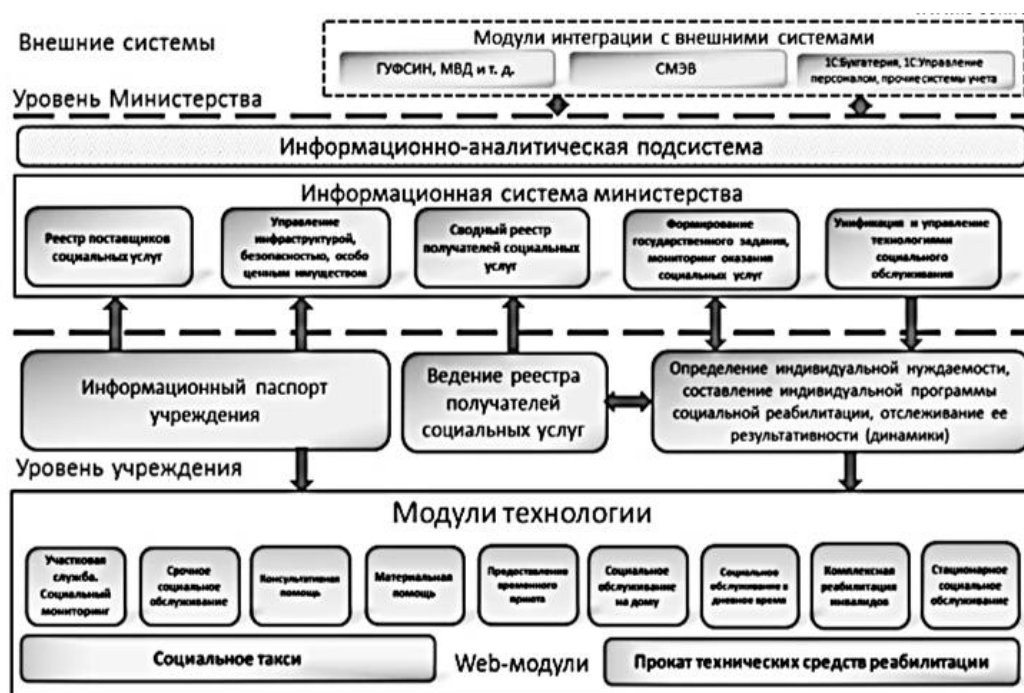 Внешние системы
Модули интеграции с внешними системами
ГУФСИН, МВД и т. д.
СМЭВ
1С:Бухгатерия, 1С:Управление
персоналом, прочие системы учета
Уровень Министерства
Информационно-аналитическая подсистема
Информационная система министерства
Реестр поставщиков
социальных услуг
Управление
инфраструктурой,
безопасностью, особо
ценным имуществом
Сводный реестр
получателей социальных
услуг
Формирование
государственного задания,
мониторинг оказания
социальных услуг
Унификация и управление
технологиями
социального
обслуживания
Информационный паспорт
учреждения
Ведение реестра
получателей
социальных услуг
Определение индивидуальной нуждаемости,
составление индивидуальной программы
социальной реабилитации, отслеживание ее
результативности (динамики)
Уровень учреждения
Модули технологии
Участковая
служба.
Социальный
мониторинг
Срочное
социальное
обслуживание
Консультативная
помощь
Материальная
помощь
Предоставление
временного
приюта
Социальное
обслуживание
на дому
Социальное
обслуживание в
дневное время
Комплексная
реабилитация
инвалидов
Стационарное
социальное
обслуживание
Социальное такси
Web-модули
Прокат технических средств реабилитации